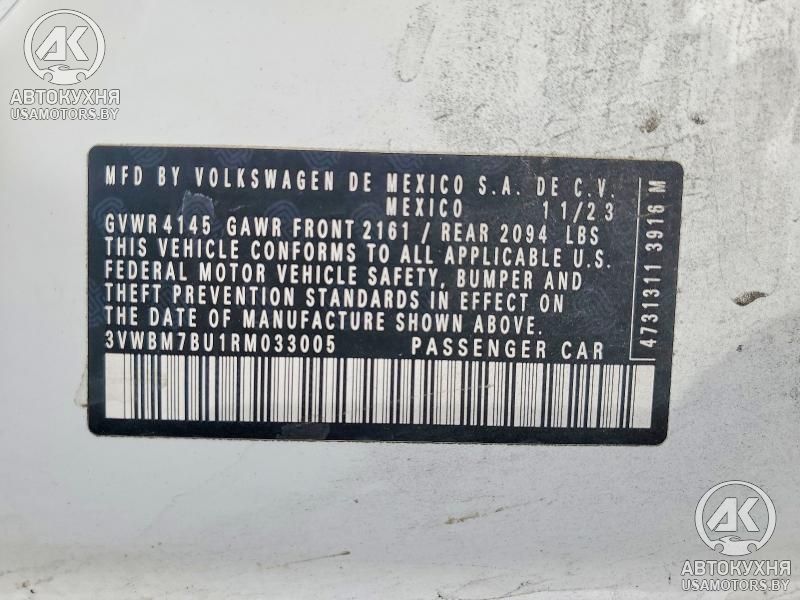 AK
АВТОКУХНЯ
USAMOTORS.BY
MFD BY VOLKSWAGEN DE MEXICO S.A. DE C.V.
MEXICO 11/23
GVWR 4145 GAWR FRONT 2161 / REAR 2094 LBS
THIS VEHICLE CONFORMS TO ALL APPLICABLE U.S.
FEDERAL MOTOR VEHICLE SAFETY, BUMPER AND
THEFT PREVENTION STANDARDS IN EFFECT ON
THE DATE OF MANUFACTURE SHOWN ABOVE.
3VWBM7BU1RM033005 PASSENGER CAR
4731311 3916 M
AK
АВТОКУХНЯ
USAMOTORS.BY